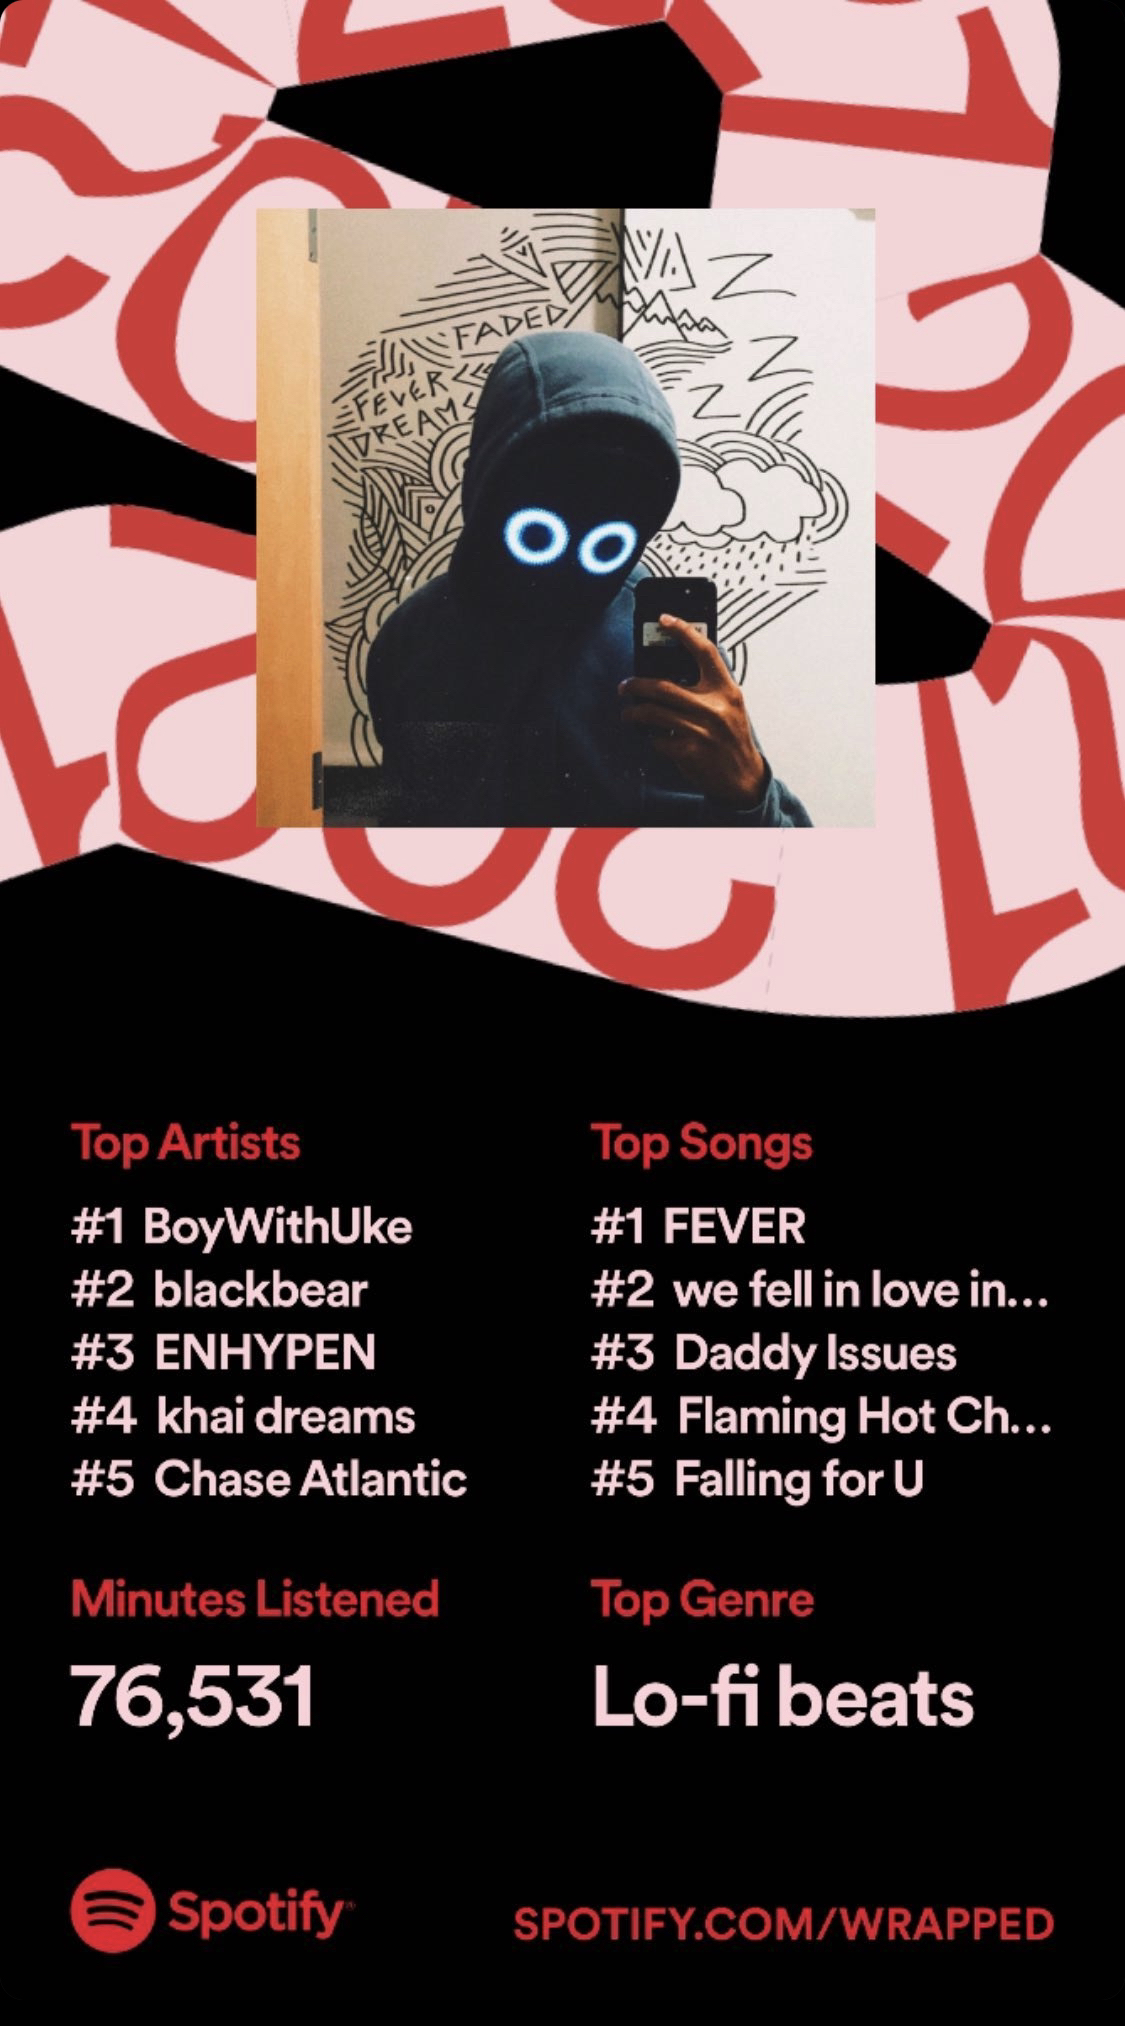 FADED
FEVER
DREAMS
Top Artists
#1 BoyWithUke
#2 blackbear
#3 ENHYPEN
#4 khai dreams
#5 Chase Atlantic
Top Songs
#1 FEVER
#2 we fell in love in...
#3 Daddy Issues
#4 Flaming Hot Ch...
#5 Falling for U
Minutes Listened
76,531
Top Genre
Lo-fi beats
Spotify
SPOTIFY.COM/WRAPPED